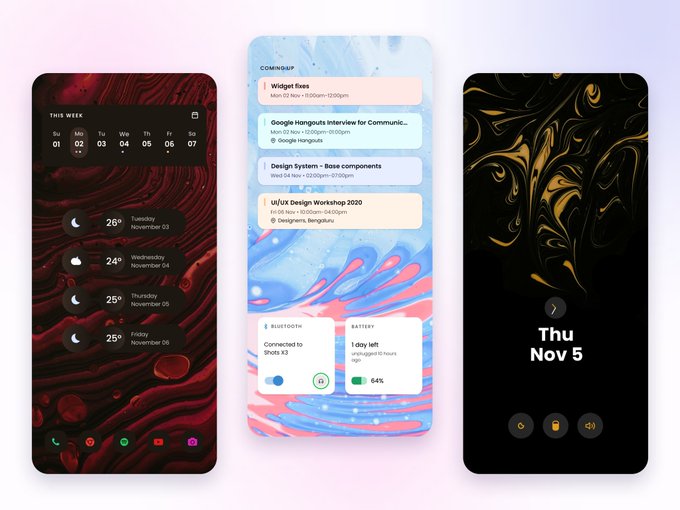 THIS WEEK
Su Mo Tu We Th Fr Sa
01 02 03 04 05 06 07
26° Tuesday
November 03
24° Wednesday
November 04
25° Thursday
November 05
25° Friday
November 06
COMING UP
Widget fixes
Mon 02 Nov • 11:00am-12:00pm
Google Hangouts Interview for Communic...
Mon 02 Nov • 12:00pm-01:00pm
Google Hangouts
Design System - Base components
Wed 04 Nov • 02:00pm-07:00pm
UI/UX Design Workshop 2020
Fri 06 Nov • 10:00am-04:00pm
Designerrs, Bengaluru
BLUETOOTH
Connected to
Shots X3
BATTERY
1 day left
unplugged 10 hours
ago
64%
Thu
Nov 5